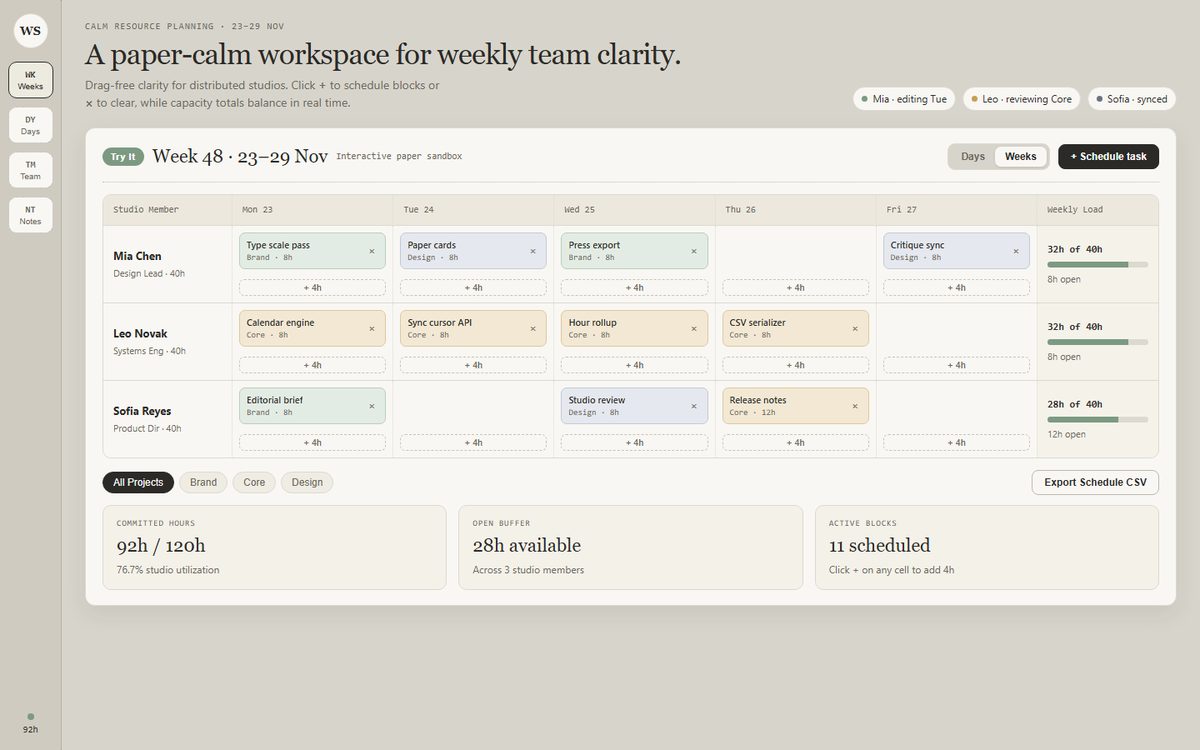 WS
WK
Weeks
DY
Days
TM
Team
NT
Notes
92h
CALM RESOURCE PLANNING · 23–29 NOV
A paper-calm workspace for weekly team clarity.
Drag-free clarity for distributed studios. Click + to schedule blocks or
× to clear, while capacity totals balance in real time.
Mia · editing Tue
Leo · reviewing Core
Sofia · synced
Try It
Week 48 · 23–29 Nov
Interactive paper sandbox
Days
Weeks
+ Schedule task
Studio Member
Mon 23
Tue 24
Wed 25
Thu 26
Fri 27
Weekly Load
Mia Chen
Design Lead · 40h
Type scale pass
Brand · 8h
×
+ 4h
Paper cards
Design · 8h
×
+ 4h
Press export
Brand · 8h
×
+ 4h
+ 4h
Critique sync
Design · 8h
×
+ 4h
32h of 40h
8h open
Leo Novak
Systems Eng · 40h
Calendar engine
Core · 8h
×
+ 4h
Sync cursor API
Core · 8h
×
+ 4h
Hour rollup
Core · 8h
×
+ 4h
CSV serializer
Core · 8h
×
+ 4h
+ 4h
32h of 40h
8h open
Sofia Reyes
Product Dir · 40h
Editorial brief
Brand · 8h
×
+ 4h
+ 4h
Studio review
Design · 8h
×
+ 4h
Release notes
Core · 12h
×
+ 4h
+ 4h
28h of 40h
12h open
All Projects
Brand
Core
Design
Export Schedule CSV
COMMITTED HOURS
92h / 120h
76.7% studio utilization
OPEN BUFFER
28h available
Across 3 studio members
ACTIVE BLOCKS
11 scheduled
Click + on any cell to add 4h